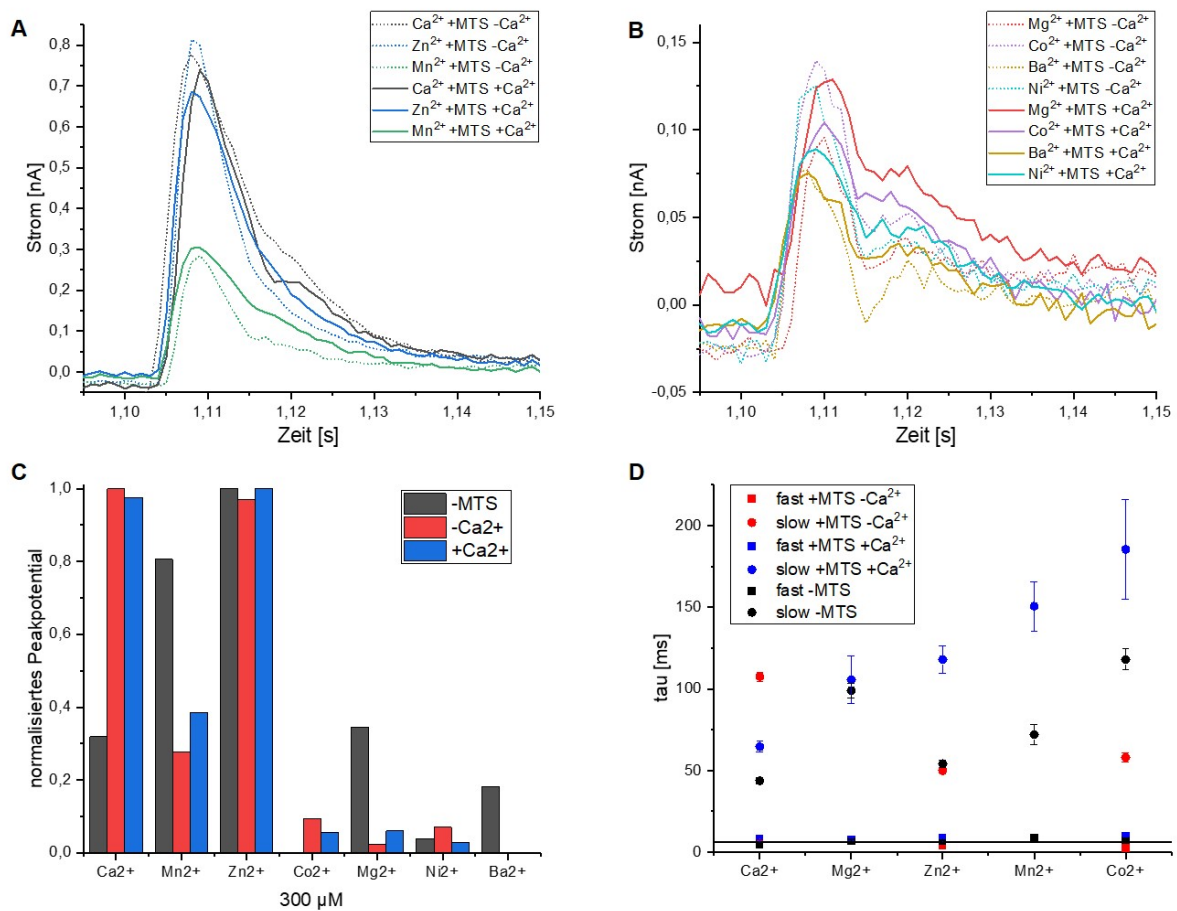 A
Ca²⁺ +MTS -Ca²⁺
Zn²⁺ +MTS -Ca²⁺
Mn²⁺ +MTS -Ca²⁺
Ca²⁺ +MTS +Ca²⁺
Zn²⁺ +MTS +Ca²⁺
Mn²⁺ +MTS +Ca²⁺
0,8
0,7
0,6
0,5
0,4
0,3
0,2
0,1
0,0
Strom [nA]
1,10 1,11 1,12 1,13 1,14 1,15
Zeit [s]
B
Mg²⁺ +MTS -Ca²⁺
Co²⁺ +MTS -Ca²⁺
Ba²⁺ +MTS -Ca²⁺
Ni²⁺ +MTS -Ca²⁺
Mg²⁺ +MTS +Ca²⁺
Co²⁺ +MTS +Ca²⁺
Ba²⁺ +MTS +Ca²⁺
Ni²⁺ +MTS +Ca²⁺
0,15
0,10
0,05
0,00
-0,05
Strom [nA]
1,10 1,11 1,12 1,13 1,14 1,15
Zeit [s]
C
-MTS
-Ca2+
+Ca2+
1,0
0,8
0,6
0,4
0,2
0,0
normalisiertes Peakpotential
Ca2+ Mn2+ Zn2+ Co2+ Mg2+ Ni2+ Ba2+
300 µM
D
fast +MTS -Ca²⁺
slow +MTS -Ca²⁺
fast +MTS +Ca²⁺
slow +MTS +Ca²⁺
fast -MTS
slow -MTS
200
150
100
50
0
tau [ms]
Ca²⁺ Mg²⁺ Zn²⁺ Mn²⁺ Co²⁺